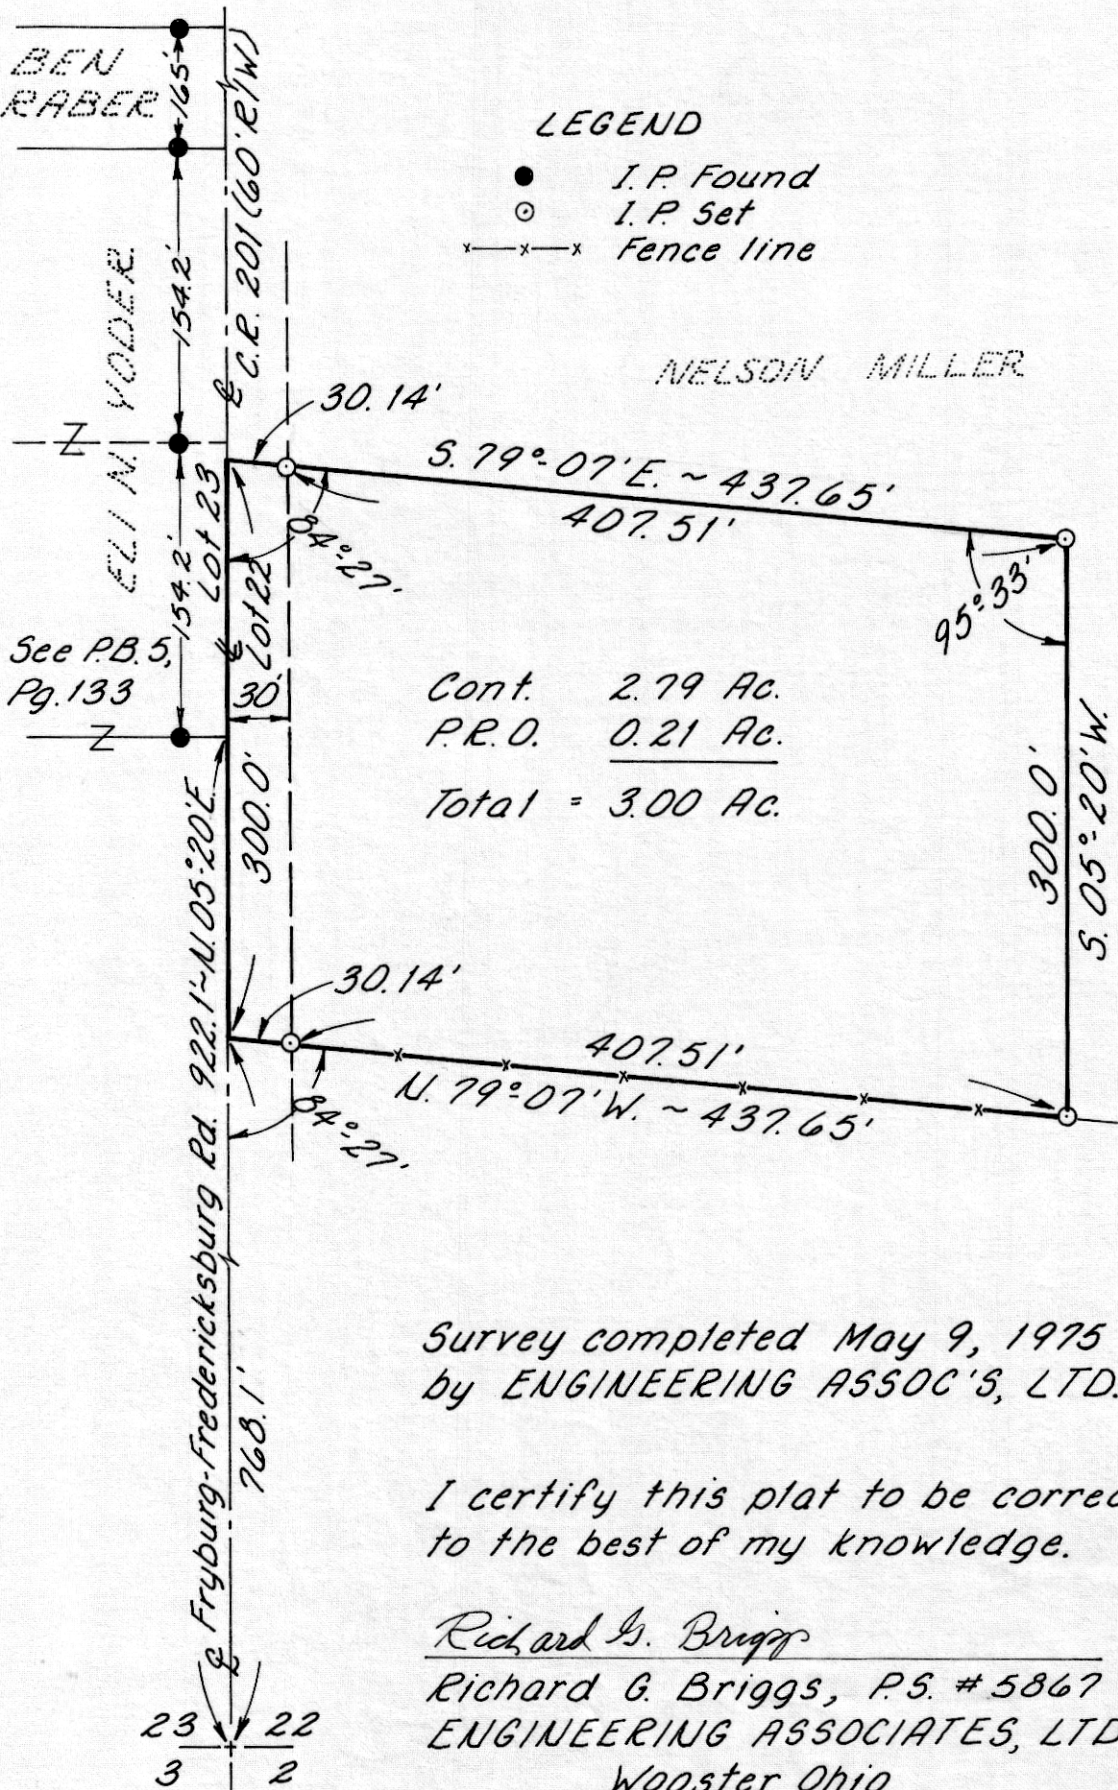 BEN
RABER
165'
C.R. 201 (60' R/W)
LEGEND
I.P. Found
I.P. Set
x—x—x Fence line
154.2'
ELI N. YODER
NELSON MILLER
30.14'
S. 79°-07'E. ~ 437.65'
407.51'
84°-27'
95°-33'
154.2'
Lot 23
Lot 22
See P.B. 5,
Pg. 133
30'
Cont. 2.79 Ac.
P.R.O. 0.21 Ac.
Total = 3.00 Ac.
300.0'
300.0'
S. 05°-20'W.
922.1'~N.05°-20'E
30.14'
407.51'
N. 79°-07'W. ~ 437.65'
84°-27'
℄ Fryburg-Fredericksburg Rd.
768.1'
Survey completed May 9, 1975
by ENGINEERING ASSOC'S, LTD.
I certify this plat to be correc
to the best of my knowledge.
Richard G. Briggs
Richard G. Briggs, P.S. # 5867
ENGINEERING ASSOCIATES, LTD
Wooster Ohio
23 22
3 2